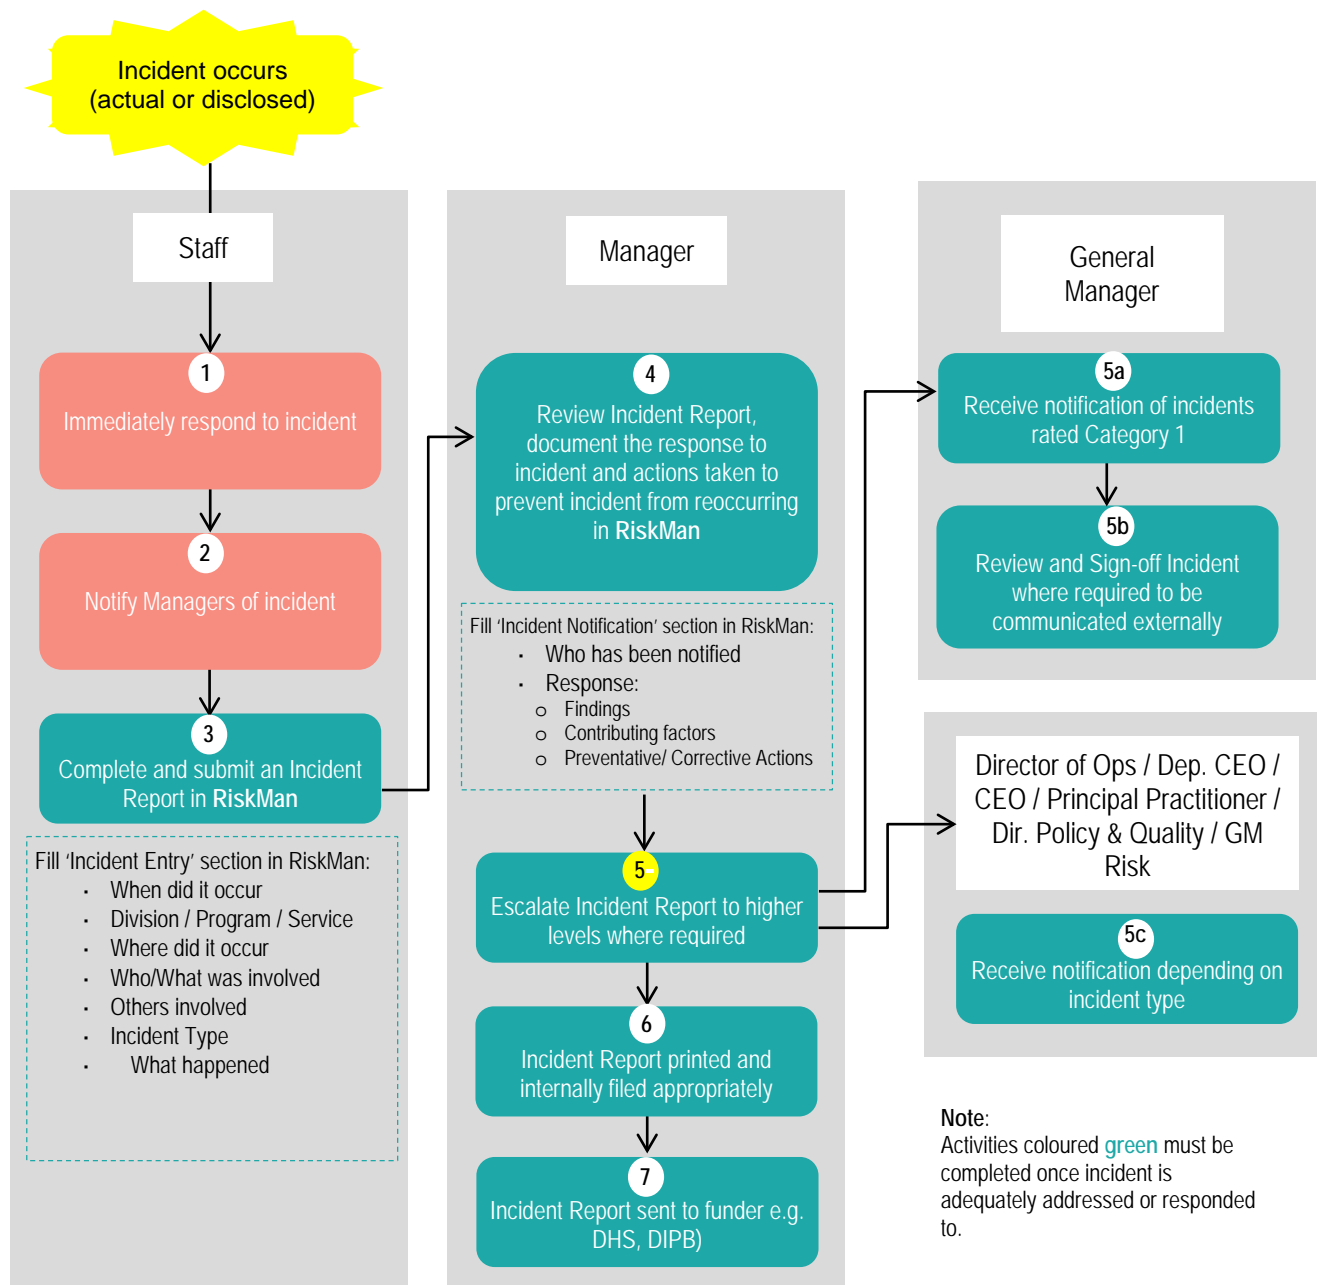 Incident occurs
(actual or disclosed)
Staff
1
Immediately respond to incident
2
Notify Managers of incident
3
Complete and submit an Incident
Report in RiskMan
Fill ‘Incident Entry’ section in RiskMan:
· When did it occur
· Division / Program / Service
· Where did it occur
· Who/What was involved
· Others involved
· Incident Type
· What happened
Manager
4
Review Incident Report,
document the response to
incident and actions taken to
prevent incident from reoccurring
in RiskMan
Fill ‘Incident Notification’ section in RiskMan:
· Who has been notified
· Response:
o Findings
o Contributing factors
o Preventative/ Corrective Actions
5-
Escalate Incident Report to higher
levels where required
6
Incident Report printed and
internally filed appropriately
7
Incident Report sent to funder e.g.
DHS, DIPB)
General
Manager
5a
Receive notification of incidents
rated Category 1
5b
Review and Sign-off Incident
where required to be
communicated externally
Director of Ops / Dep. CEO /
CEO / Principal Practitioner /
Dir. Policy & Quality / GM
Risk
5c
Receive notification depending on
incident type
Note:
Activities coloured green must be
completed once incident is
adequately addressed or responded
to.